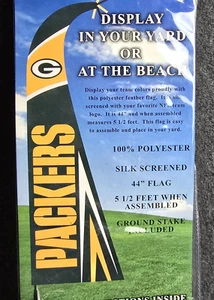 DISPLAY
IN YOUR YARD
OR
AT THE BEACH
Display your team colors proudly with
this polyester feather flag. It is
screened with your favorite NFL team
logo. It is 44" and when assembled
measures 5 1/2 feet. This flag is easy
to assemble and place in your yard.
G
PACKERS
100% POLYESTER
SILK SCREENED
44" FLAG
5 1/2 FEET WHEN
ASSEMBLED
GROUND STAKE
INCLUDED
INSIDE